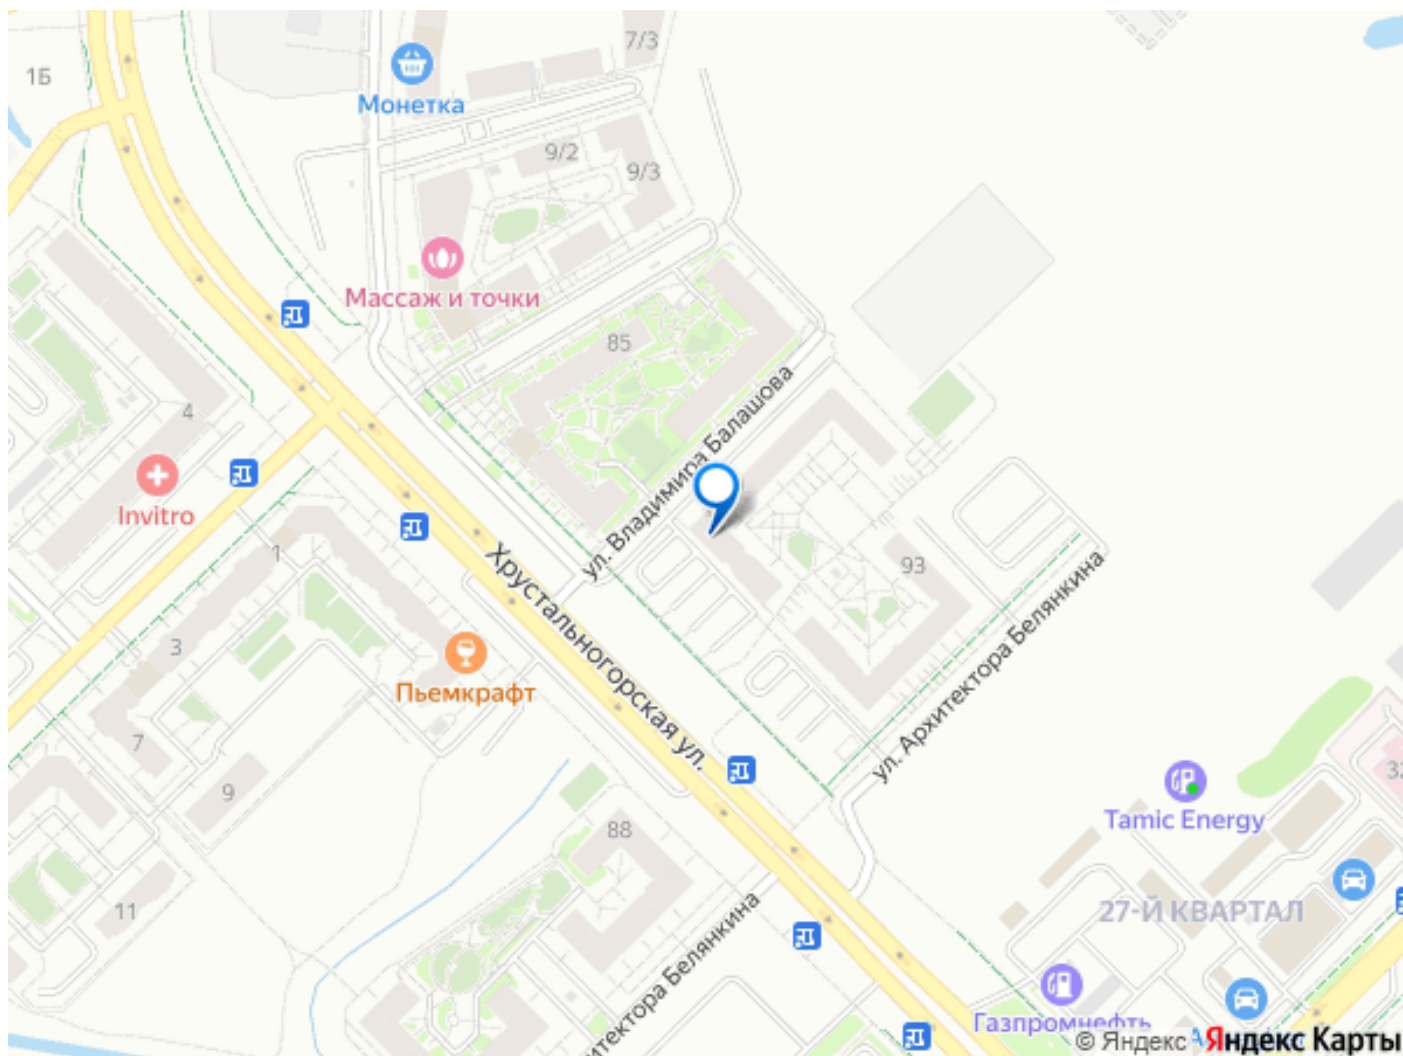 7/3
1Б
Монетка
9/2
9/3
Массаж и точки
85
4
ул. Владимира Балашова
Invitro
1
Хрустальногорская ул.
93
3
ул. Архитектора Белянкина
Пьемкрафт
7
9
Tamic Energy
88
11
27-Й КВАРТАЛ
Газпромнефть
© Яндекс Яндекс Карты